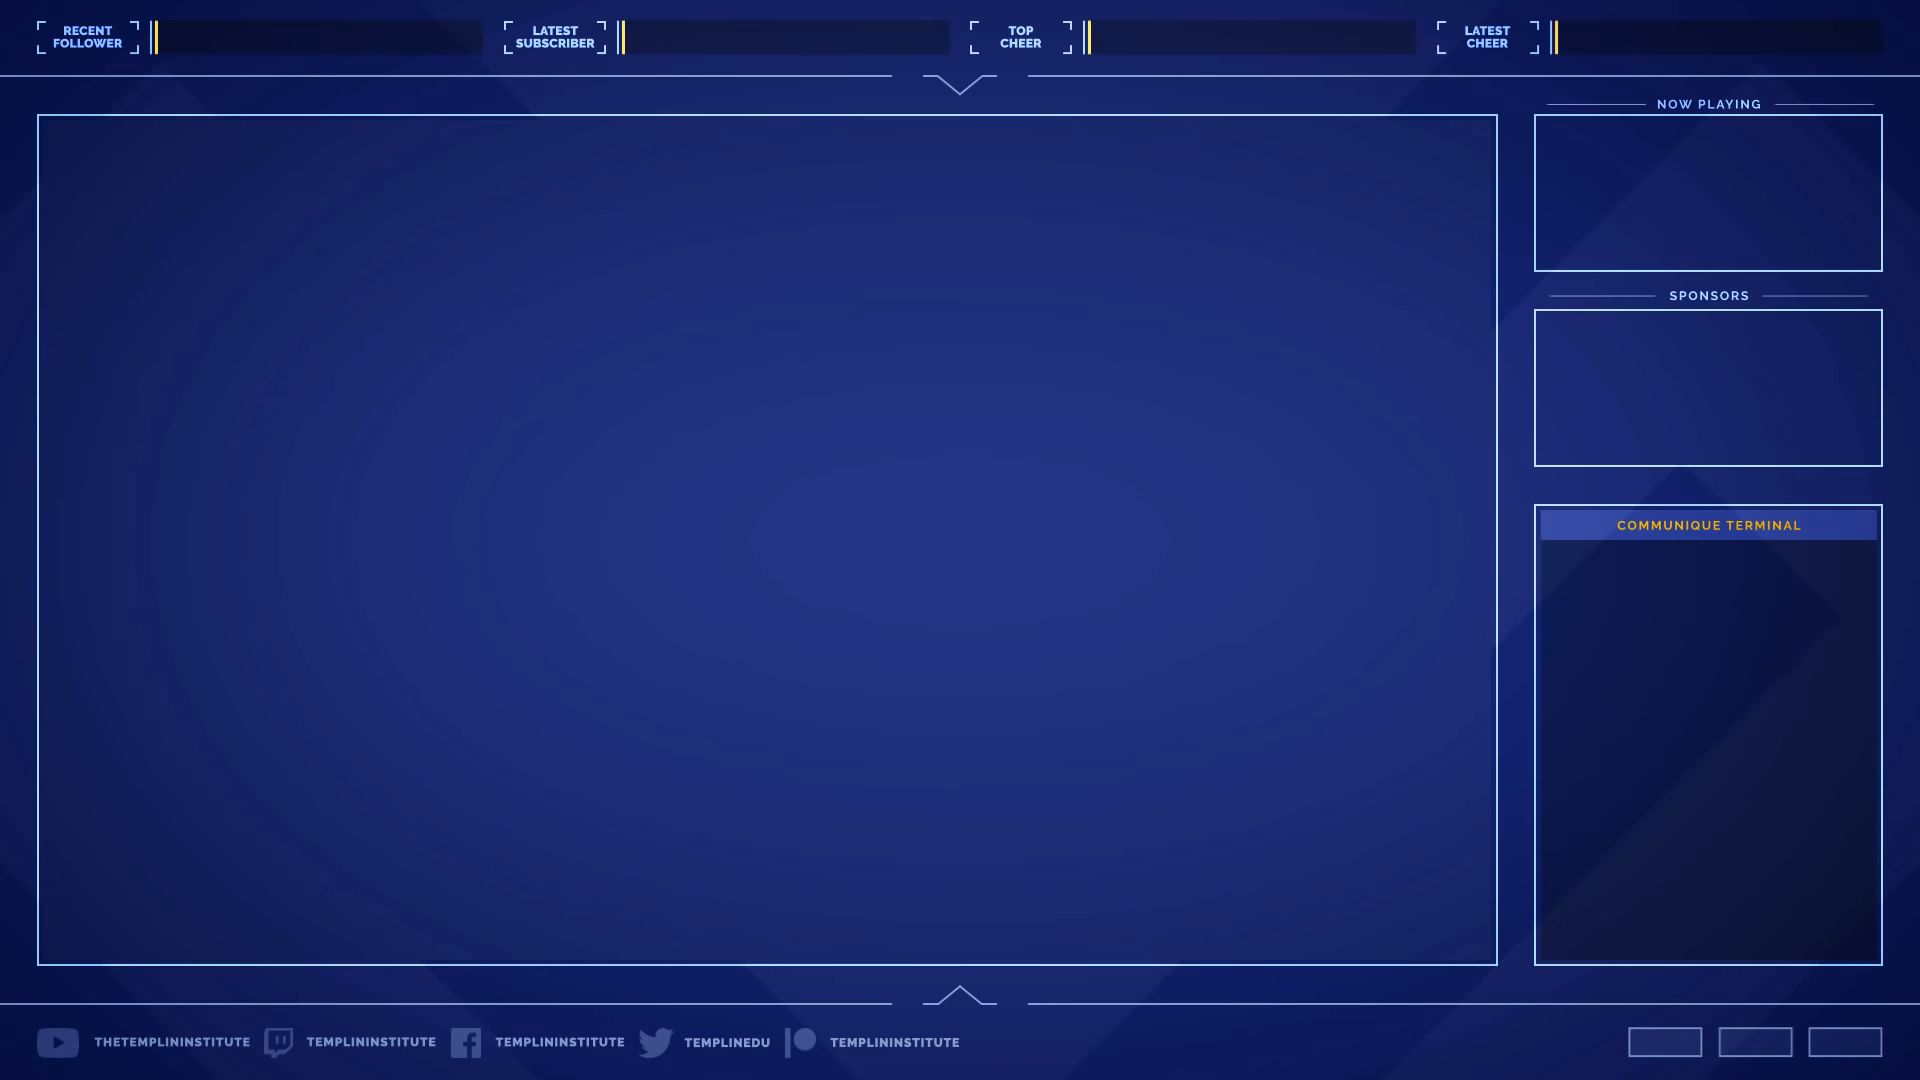 RECENT
FOLLOWER
LATEST
SUBSCRIBER
TOP
CHEER
LATEST
CHEER
NOW PLAYING
SPONSORS
COMMUNIQUE TERMINAL
THETEMPLININSTITUTE
TEMPLININSTITUTE
TEMPLININSTITUTE
TEMPLINEDU
TEMPLININSTITUTE